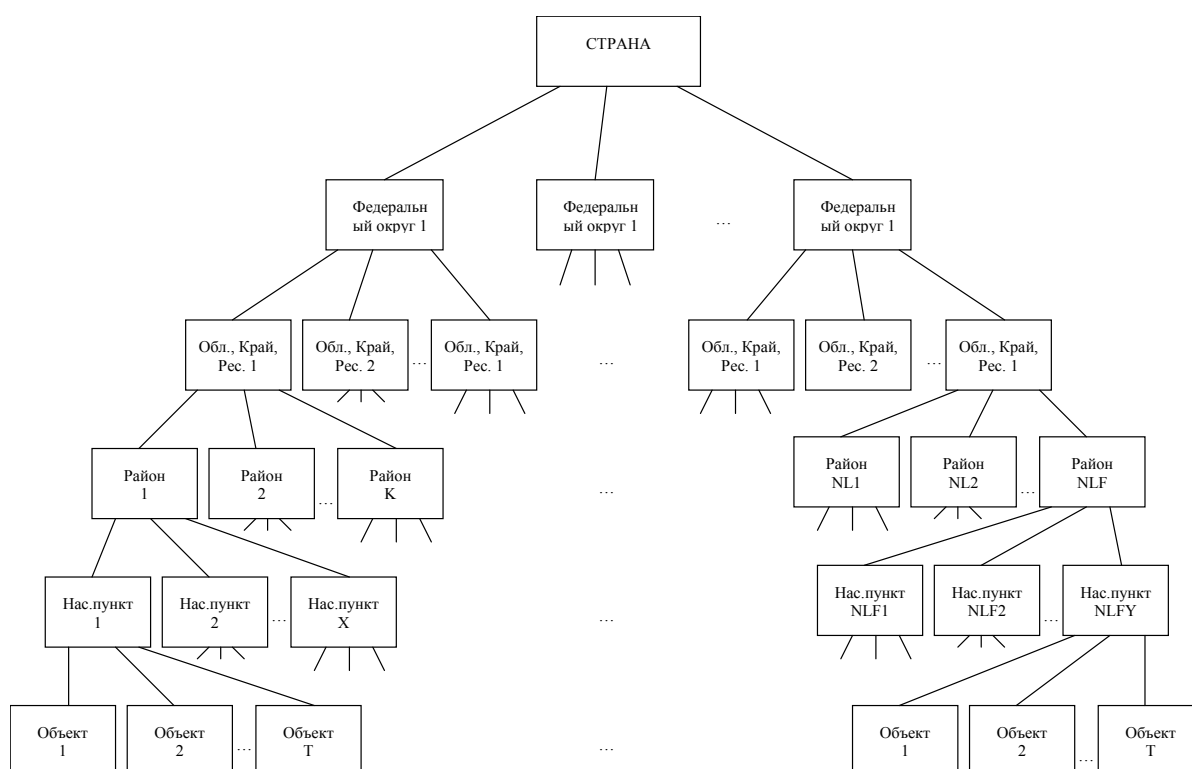 СТРАНА
Федеральн
ый округ 1
Федеральн
ый округ 1
...
Федеральн
ый округ 1
Обл., Край,
Рес. 1
Обл., Край,
Рес. 2
...
Обл., Край,
Рес. 1
...
Обл., Край,
Рес. 1
Обл., Край,
Рес. 2
...
Обл., Край,
Рес. 1
Район
1
Район
2
...
Район
K
...
Район
NL1
Район
NL2
...
Район
NLF
Нас.пункт
1
Нас.пункт
2
...
Нас.пункт
X
...
Нас.пункт
NLF1
Нас.пункт
NLF2
...
Нас.пункт
NLFY
Объект
1
Объект
2
...
Объект
T
...
Объект
1
Объект
2
...
Объект
T